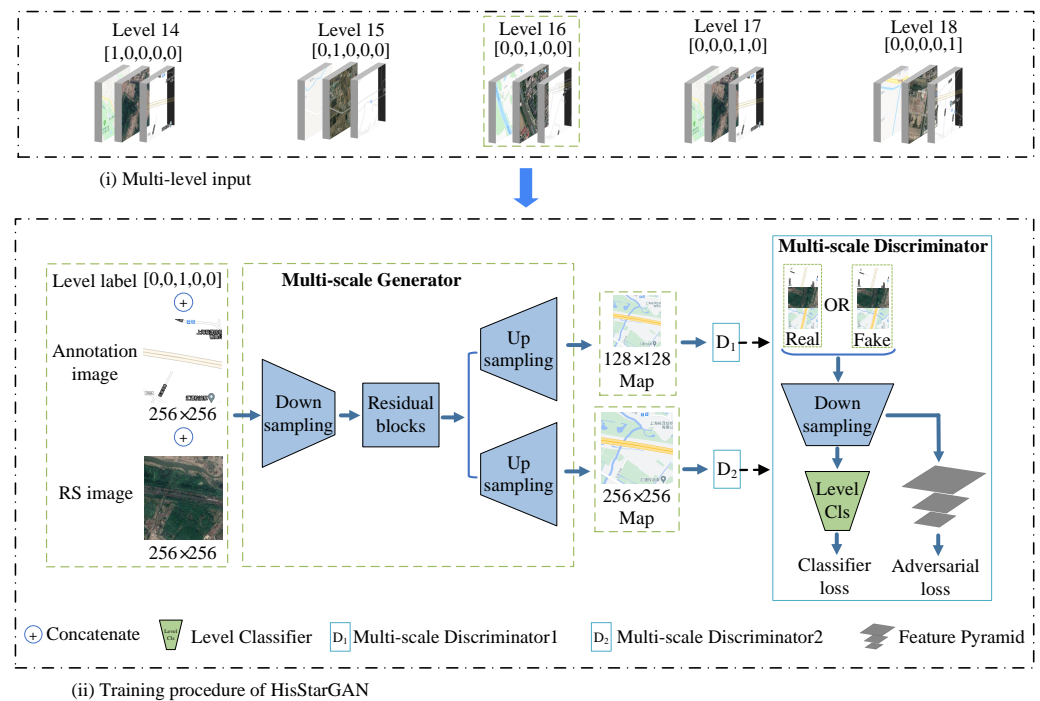 Level 14
[1,0,0,0,0]
Level 15
[0,1,0,0,0]
Level 16
[0,0,1,0,0]
Level 17
[0,0,0,1,0]
Level 18
[0,0,0,0,1]
(i) Multi-level input
Level label [0,0,1,0,0]
+
Annotation
image
256×256
+
RS image
256×256
Multi-scale Generator
Down
sampling
Residual
blocks
Up
sampling
Up
sampling
128×128
Map
256×256
Map
D1
D2
Multi-scale Discriminator
OR
Real
Fake
Down
sampling
Level
Cls
Classifier
loss
Adversarial
loss
+ Concatenate
Level
Cls
Level Classifier
D1 Multi-scale Discriminator1
D2 Multi-scale Discriminator2
Feature Pyramid
(ii) Training procedure of HisStarGAN